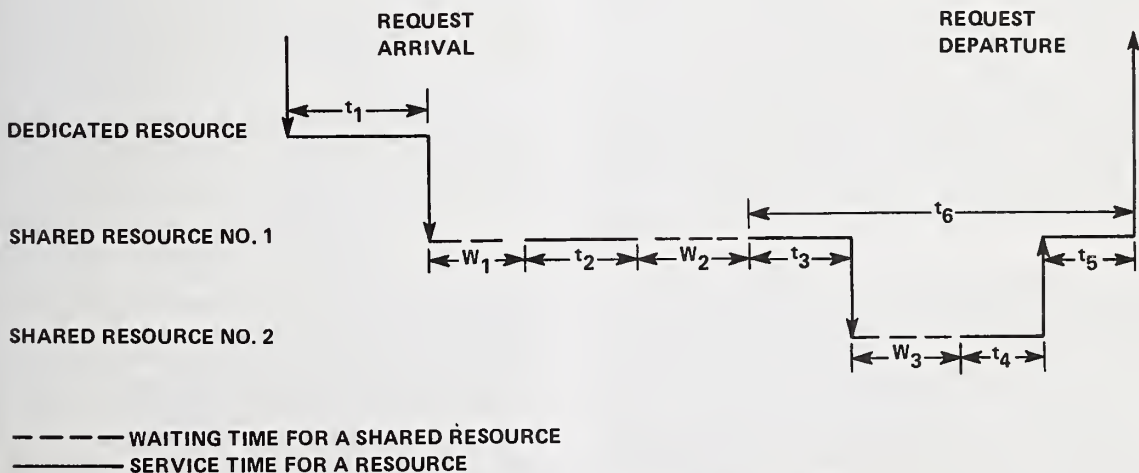 REQUEST
ARRIVAL
REQUEST
DEPARTURE
t1
DEDICATED RESOURCE
t6
SHARED RESOURCE NO. 1
W1
t2
W2
t3
t5
SHARED RESOURCE NO. 2
W3
t4
WAITING TIME FOR A SHARED RESOURCE
SERVICE TIME FOR A RESOURCE